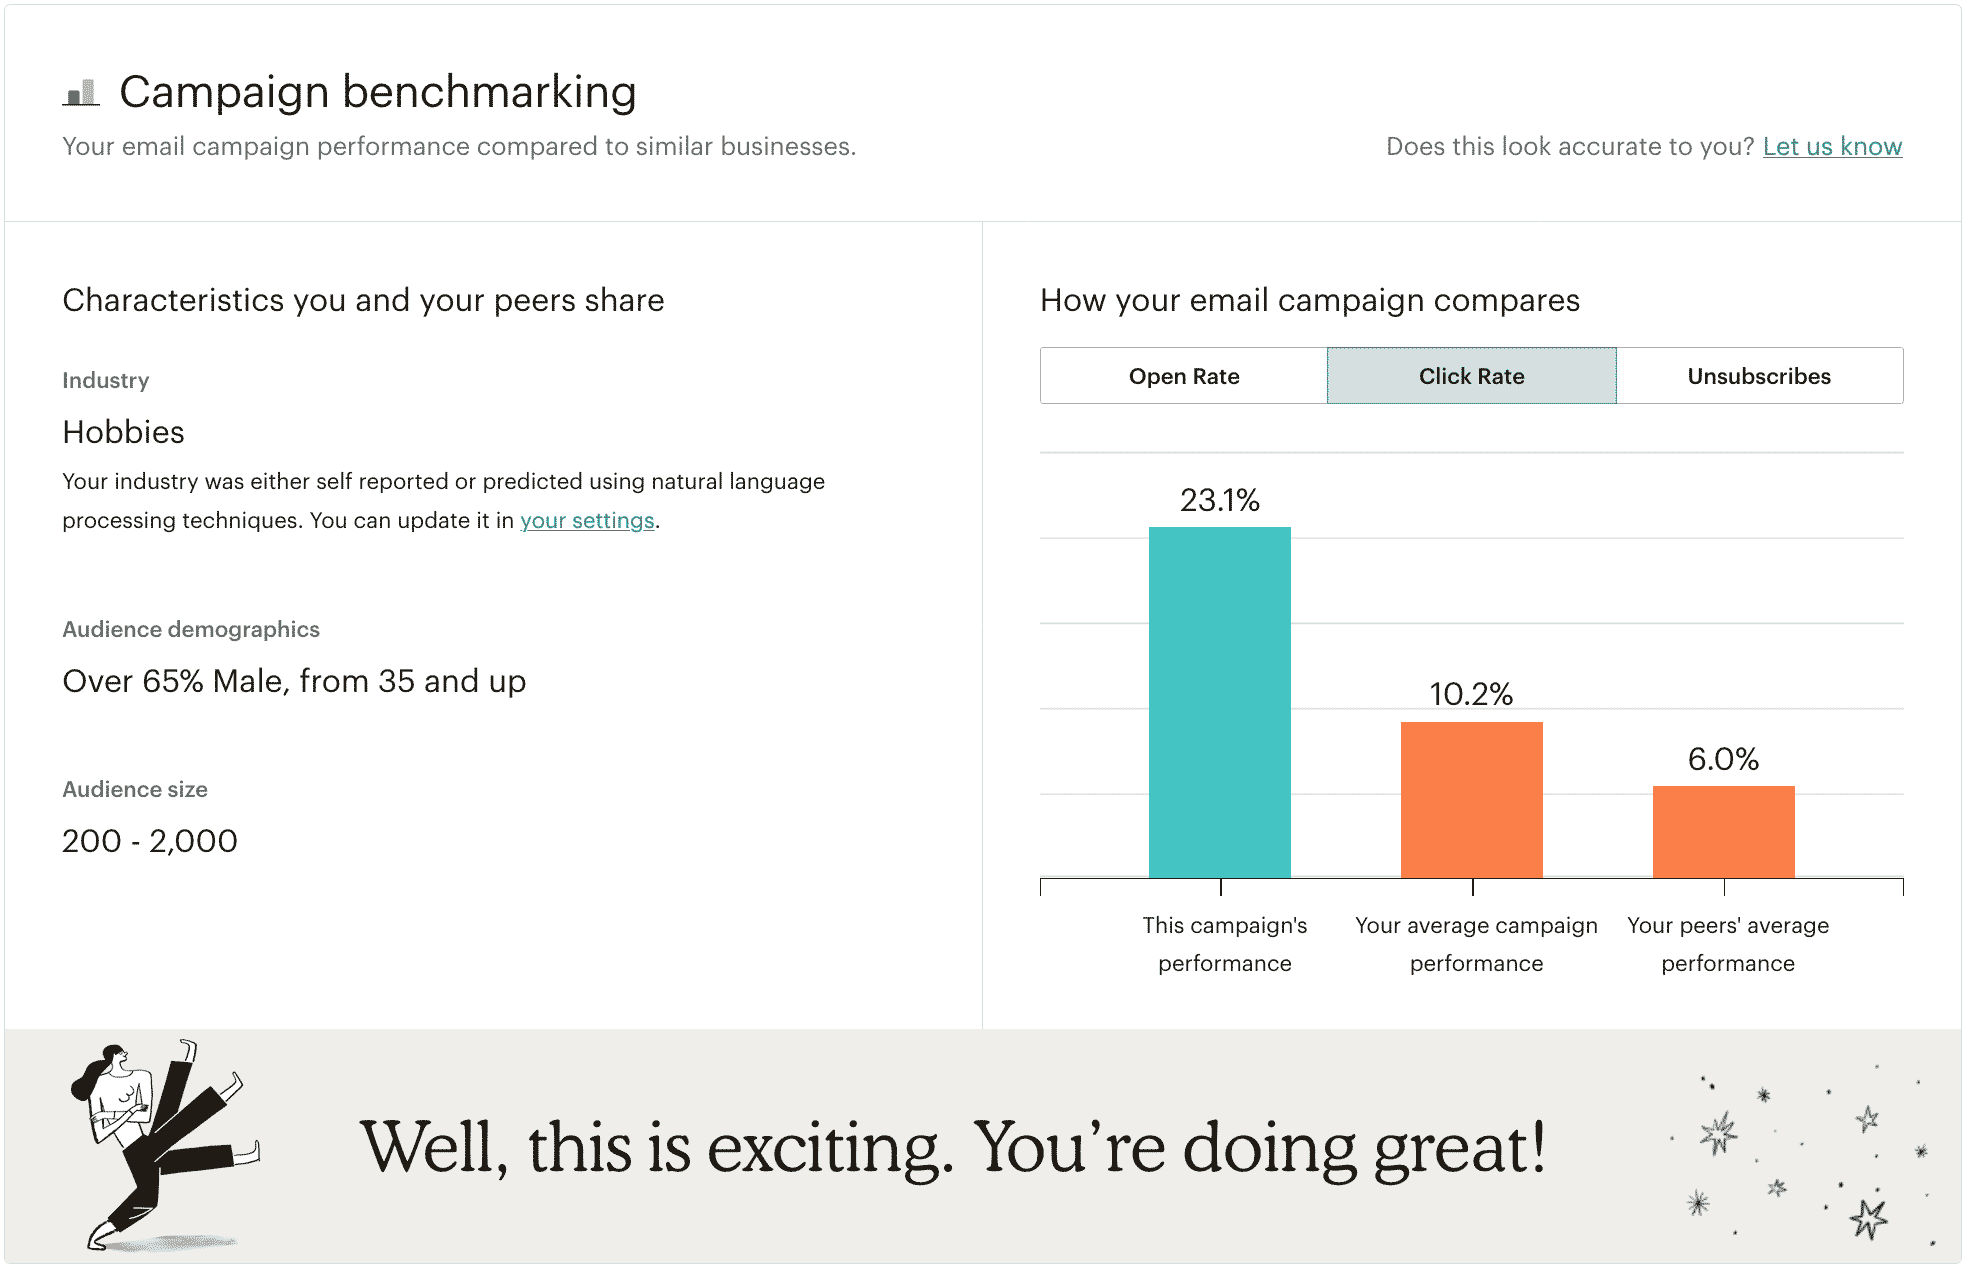 Campaign benchmarking
Your email campaign performance compared to similar businesses.
Does this look accurate to you? Let us know
Characteristics you and your peers share
Industry
Hobbies
Your industry was either self reported or predicted using natural language
processing techniques. You can update it in your settings.
Audience demographics
Over 65% Male, from 35 and up
Audience size
200 - 2,000
How your email campaign compares
Open Rate
Click Rate
Unsubscribes
23.1%
10.2%
6.0%
This campaign's
performance
Your average campaign
performance
Your peers' average
performance
Well, this is exciting. You’re doing great!